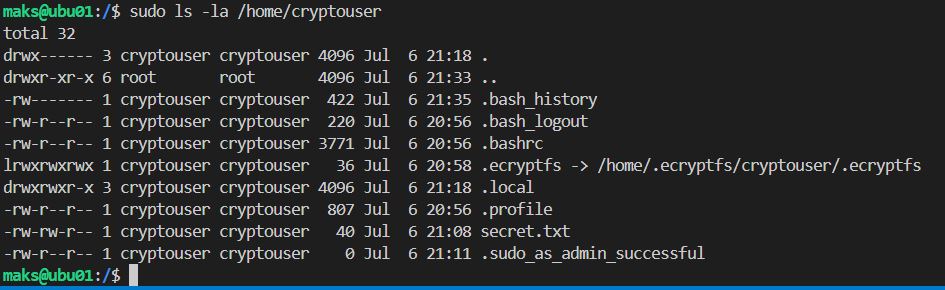 maks@ubu01:/$ sudo ls -la /home/cryptouser
total 32
drwx------ 3 cryptouser cryptouser 4096 Jul  6 21:18 .
drwxr-xr-x 6 root       root       4096 Jul  6 21:33 ..
-rw------- 1 cryptouser cryptouser  422 Jul  6 21:35 .bash_history
-rw-r--r-- 1 cryptouser cryptouser  220 Jul  6 20:56 .bash_logout
-rw-r--r-- 1 cryptouser cryptouser 3771 Jul  6 20:56 .bashrc
lrwxrwxrwx 1 cryptouser cryptouser   36 Jul  6 20:58 .ecryptfs -> /home/.ecryptfs/cryptouser/.ecryptfs
drwxrwxr-x 3 cryptouser cryptouser 4096 Jul  6 21:18 .local
-rw-r--r-- 1 cryptouser cryptouser  807 Jul  6 20:56 .profile
-rw-rw-r-- 1 cryptouser cryptouser   40 Jul  6 21:08 secret.txt
-rw-r--r-- 1 cryptouser cryptouser    0 Jul  6 21:11 .sudo_as_admin_successful
maks@ubu01:/$